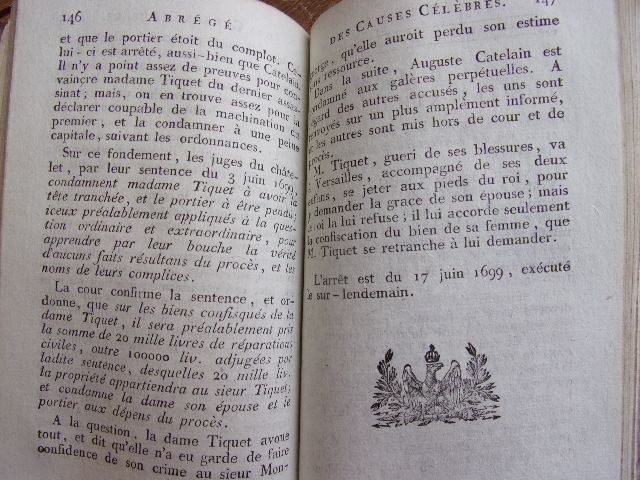 146 ABRÉGÉ
et que le portier étoit du complot. Ca-
lui-ci est arrêté, aussi-bien que Catelain.
Il n'y a point assez de preuves pour con-
vaincre madame Tiquet du dernier assas-
sinat; mais, on en trouve assez pour la
déclarer coupable de la machination du
premier, et la condamner à une peine
capitale, suivant les ordonnances.
Sur ce fondement, les juges du châte-
let, par leur sentence du 3 juin 1699,
condamnent madame Tiquet à avoir la
tête tranchée, et le portier à être pendu;
iceux préalablement appliqués à la ques-
tion ordinaire et extraordinaire, pour
apprendre par leur bouche la vérité
d'aucuns faits résultans du procès, et les
noms de leurs complices.
La cour confirme la sentence, et or-
donne, que sur les biens confisqués de la
dame Tiquet, il sera préalablement pris
la somme de 20 mille livres de réparations
civiles, outre 100000 liv. adjugées par
ladite sentence, desquelles 20 mille liv.
la propriété appartiendra au sieur Tiquet;
et condamne la dame son épouse et le
portier aux dépens du procès.
A la question, la dame Tiquet avoue
tout, et dit qu'elle n'a eu garde de faire
confidence de son crime au sieur Mon-
DES CAUSES CÉLÈBRES. 147
qu'elle auroit perdu son estime
ressource.
Dans la suite, Auguste Catelain est
condamné aux galères perpétuelles. A
égard des autres accusés, les uns sont
renvoyés sur un plus amplement informé,
et les autres sont mis hors de cour et de
procès.
M. Tiquet, gueri de ses blessures, va
Versailles, accompagné de ses deux
enfans, se jeter aux pieds du roi, pour
demander la grace de son épouse; mais
le roi la lui refuse; il lui accorde seulement
la confiscation du bien de sa femme, que
M. Tiquet se retranche à lui demander.
L'arrêt est du 17 juin 1699, exécuté
le sur-lendemain.